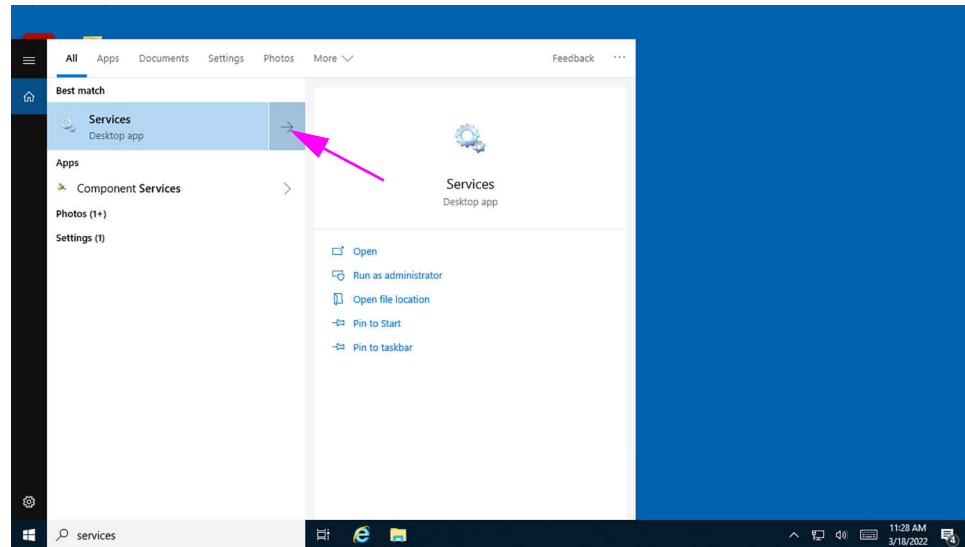 All Apps Documents Settings Photos More Feedback ...
Best match
Services
Desktop app
Apps
Component Services
Photos (1+)
Settings (1)
Services
Desktop app
Open
Run as administrator
Open file location
Pin to Start
Pin to taskbar
services
11:28 AM
3/18/2022
4